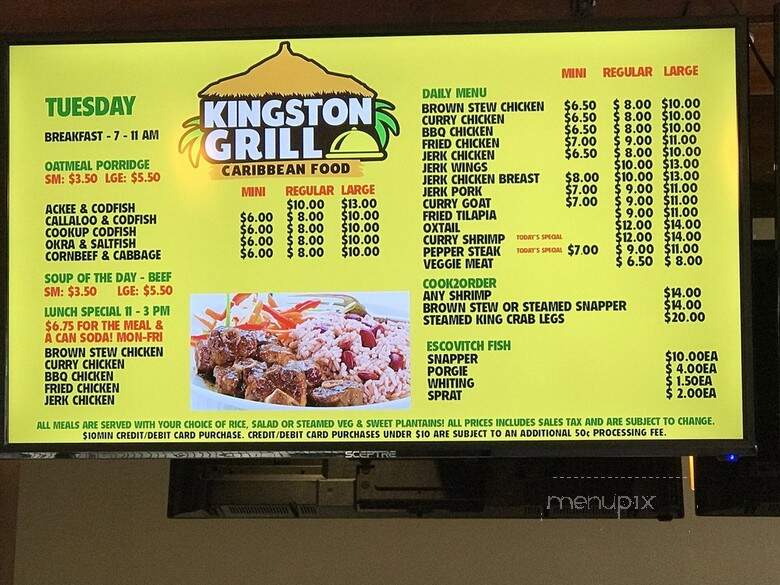 TUESDAY
BREAKFAST - 7 - 11 AM
OATMEAL PORRIDGE
SM: $3.50 LGE: $5.50
KINGSTON
GRILL
CARIBBEAN FOOD
MINI REGULAR LARGE
ACKEE & CODFISH $10.00 $13.00
CALLALOO & CODFISH $6.00 $ 8.00 $10.00
COOKUP CODFISH $6.00 $ 8.00 $10.00
OKRA & SALTFISH $6.00 $ 8.00 $10.00
CORNBEEF & CABBAGE $6.00 $ 8.00 $10.00
SOUP OF THE DAY - BEEF
SM: $3.50 LGE: $5.50
LUNCH SPECIAL 11 - 3 PM
$6.75 FOR THE MEAL &
A CAN SODA! MON-FRI
BROWN STEW CHICKEN
CURRY CHICKEN
BBQ CHICKEN
FRIED CHICKEN
JERK CHICKEN
MINI REGULAR LARGE
DAILY MENU
BROWN STEW CHICKEN $6.50 $ 8.00 $10.00
CURRY CHICKEN $6.50 $ 8.00 $10.00
BBQ CHICKEN $6.50 $ 8.00 $10.00
FRIED CHICKEN $7.00 $ 9.00 $11.00
JERK CHICKEN $6.50 $ 8.00 $10.00
JERK WINGS $10.00 $13.00
JERK CHICKEN BREAST $8.00 $10.00 $13.00
JERK PORK $7.00 $ 9.00 $11.00
CURRY GOAT $7.00 $ 9.00 $11.00
FRIED TILAPIA $ 9.00 $11.00
OXTAIL $12.00 $14.00
CURRY SHRIMP TODAY'S SPECIAL $12.00 $14.00
PEPPER STEAK TODAY'S SPECIAL $7.00 $ 9.00 $11.00
VEGGIE MEAT $ 6.50 $ 8.00
COOK2ORDER
ANY SHRIMP $14.00
BROWN STEW OR STEAMED SNAPPER $14.00
STEAMED KING CRAB LEGS $20.00
ESCOVITCH FISH
SNAPPER $10.00EA
PORGIE $ 4.00EA
WHITING $ 1.50EA
SPRAT $ 2.00EA
ALL MEALS ARE SERVED WITH YOUR CHOICE OF RICE, SALAD OR STEAMED VEG & SWEET PLANTAINS! ALL PRICES INCLUDES SALES TAX AND ARE SUBJECT TO CHANGE.
$10MIN CREDIT/DEBIT CARD PURCHASE. CREDIT/DEBIT CARD PURCHASES UNDER $10 ARE SUBJECT TO AN ADDITIONAL 50¢ PROCESSING FEE.
SCEPTRE
menupix